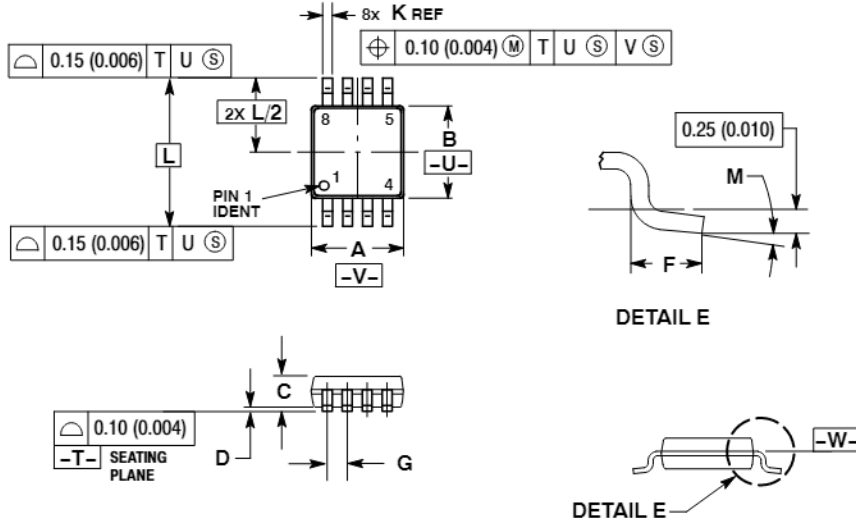 8x K REF
⌖ 0.10 (0.004) Ⓜ T U Ⓢ V Ⓢ
⌓ 0.15 (0.006) T U Ⓢ
2X L/2
L
8 5
1 4
B
-U-
PIN 1
IDENT
⌓ 0.15 (0.006) T U Ⓢ
A
-V-
0.25 (0.010)
M
F
DETAIL E
C
⌓ 0.10 (0.004)
-T- SEATING
PLANE
D
G
-W-
DETAIL E